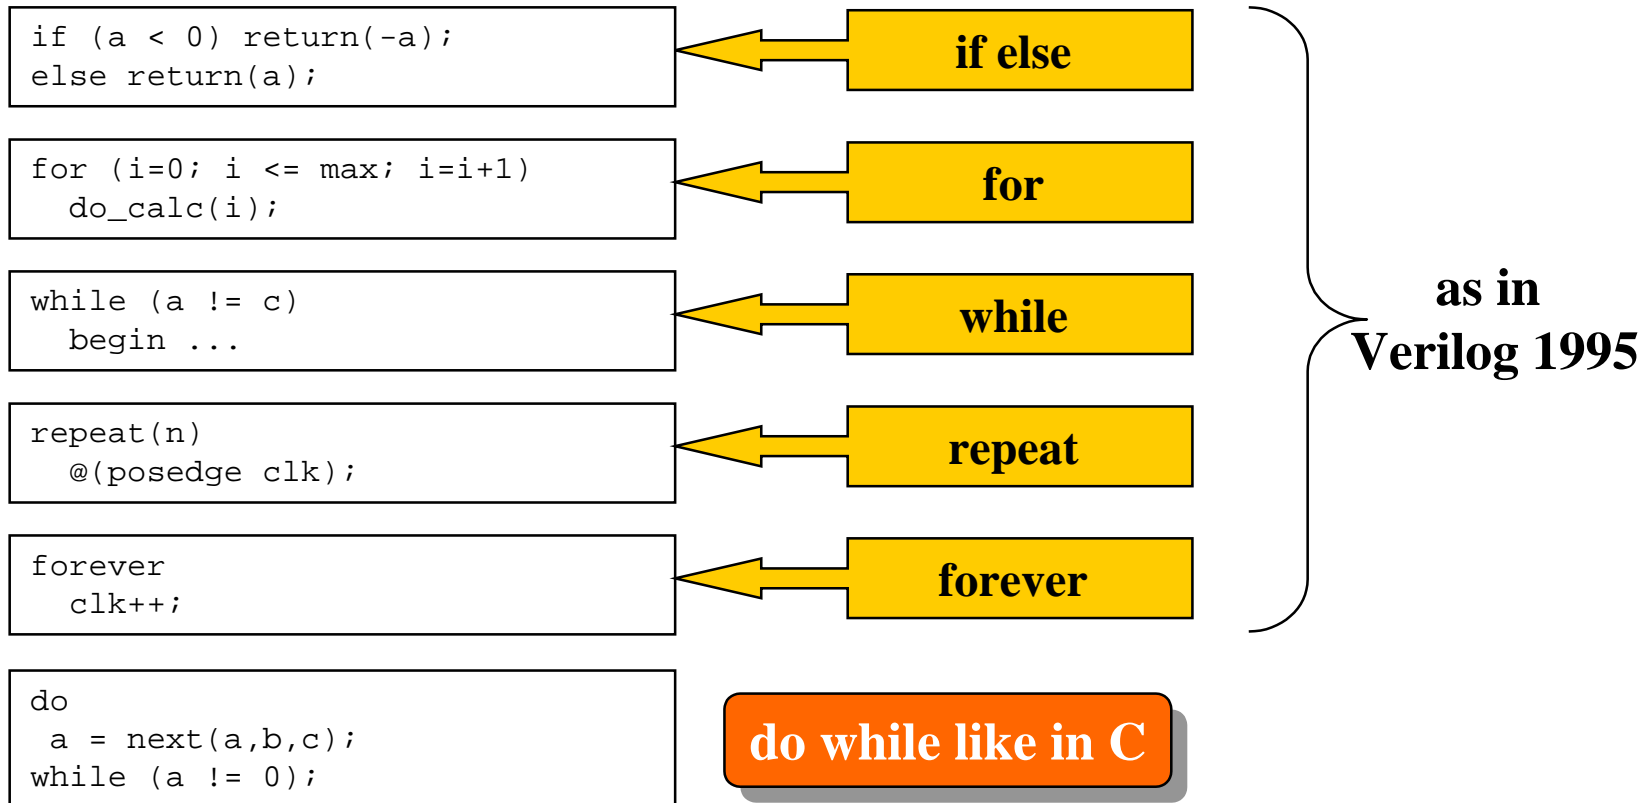 if (a < 0) return(-a);
else return(a);
if else
for (i=0; i <= max; i=i+1)
  do_calc(i);
for
while (a != c)
  begin ...
while
repeat(n)
  @(posedge clk);
repeat
forever
  clk++;
forever
as in
Verilog 1995
do
 a = next(a,b,c);
while (a != 0);
do while like in C